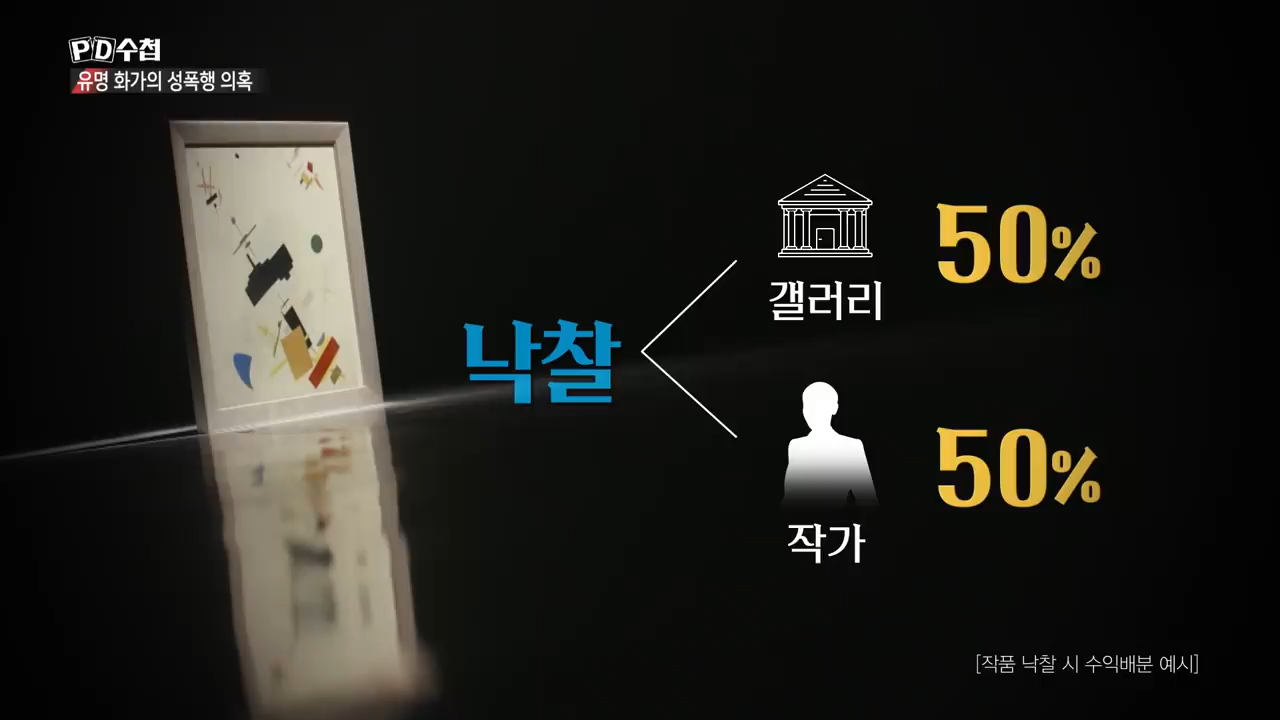 PD수첩
유명 화가의 성폭행 의혹
50%
갤러리
낙찰
50%
작가
[작품 낙찰 시 수익배분 예시]